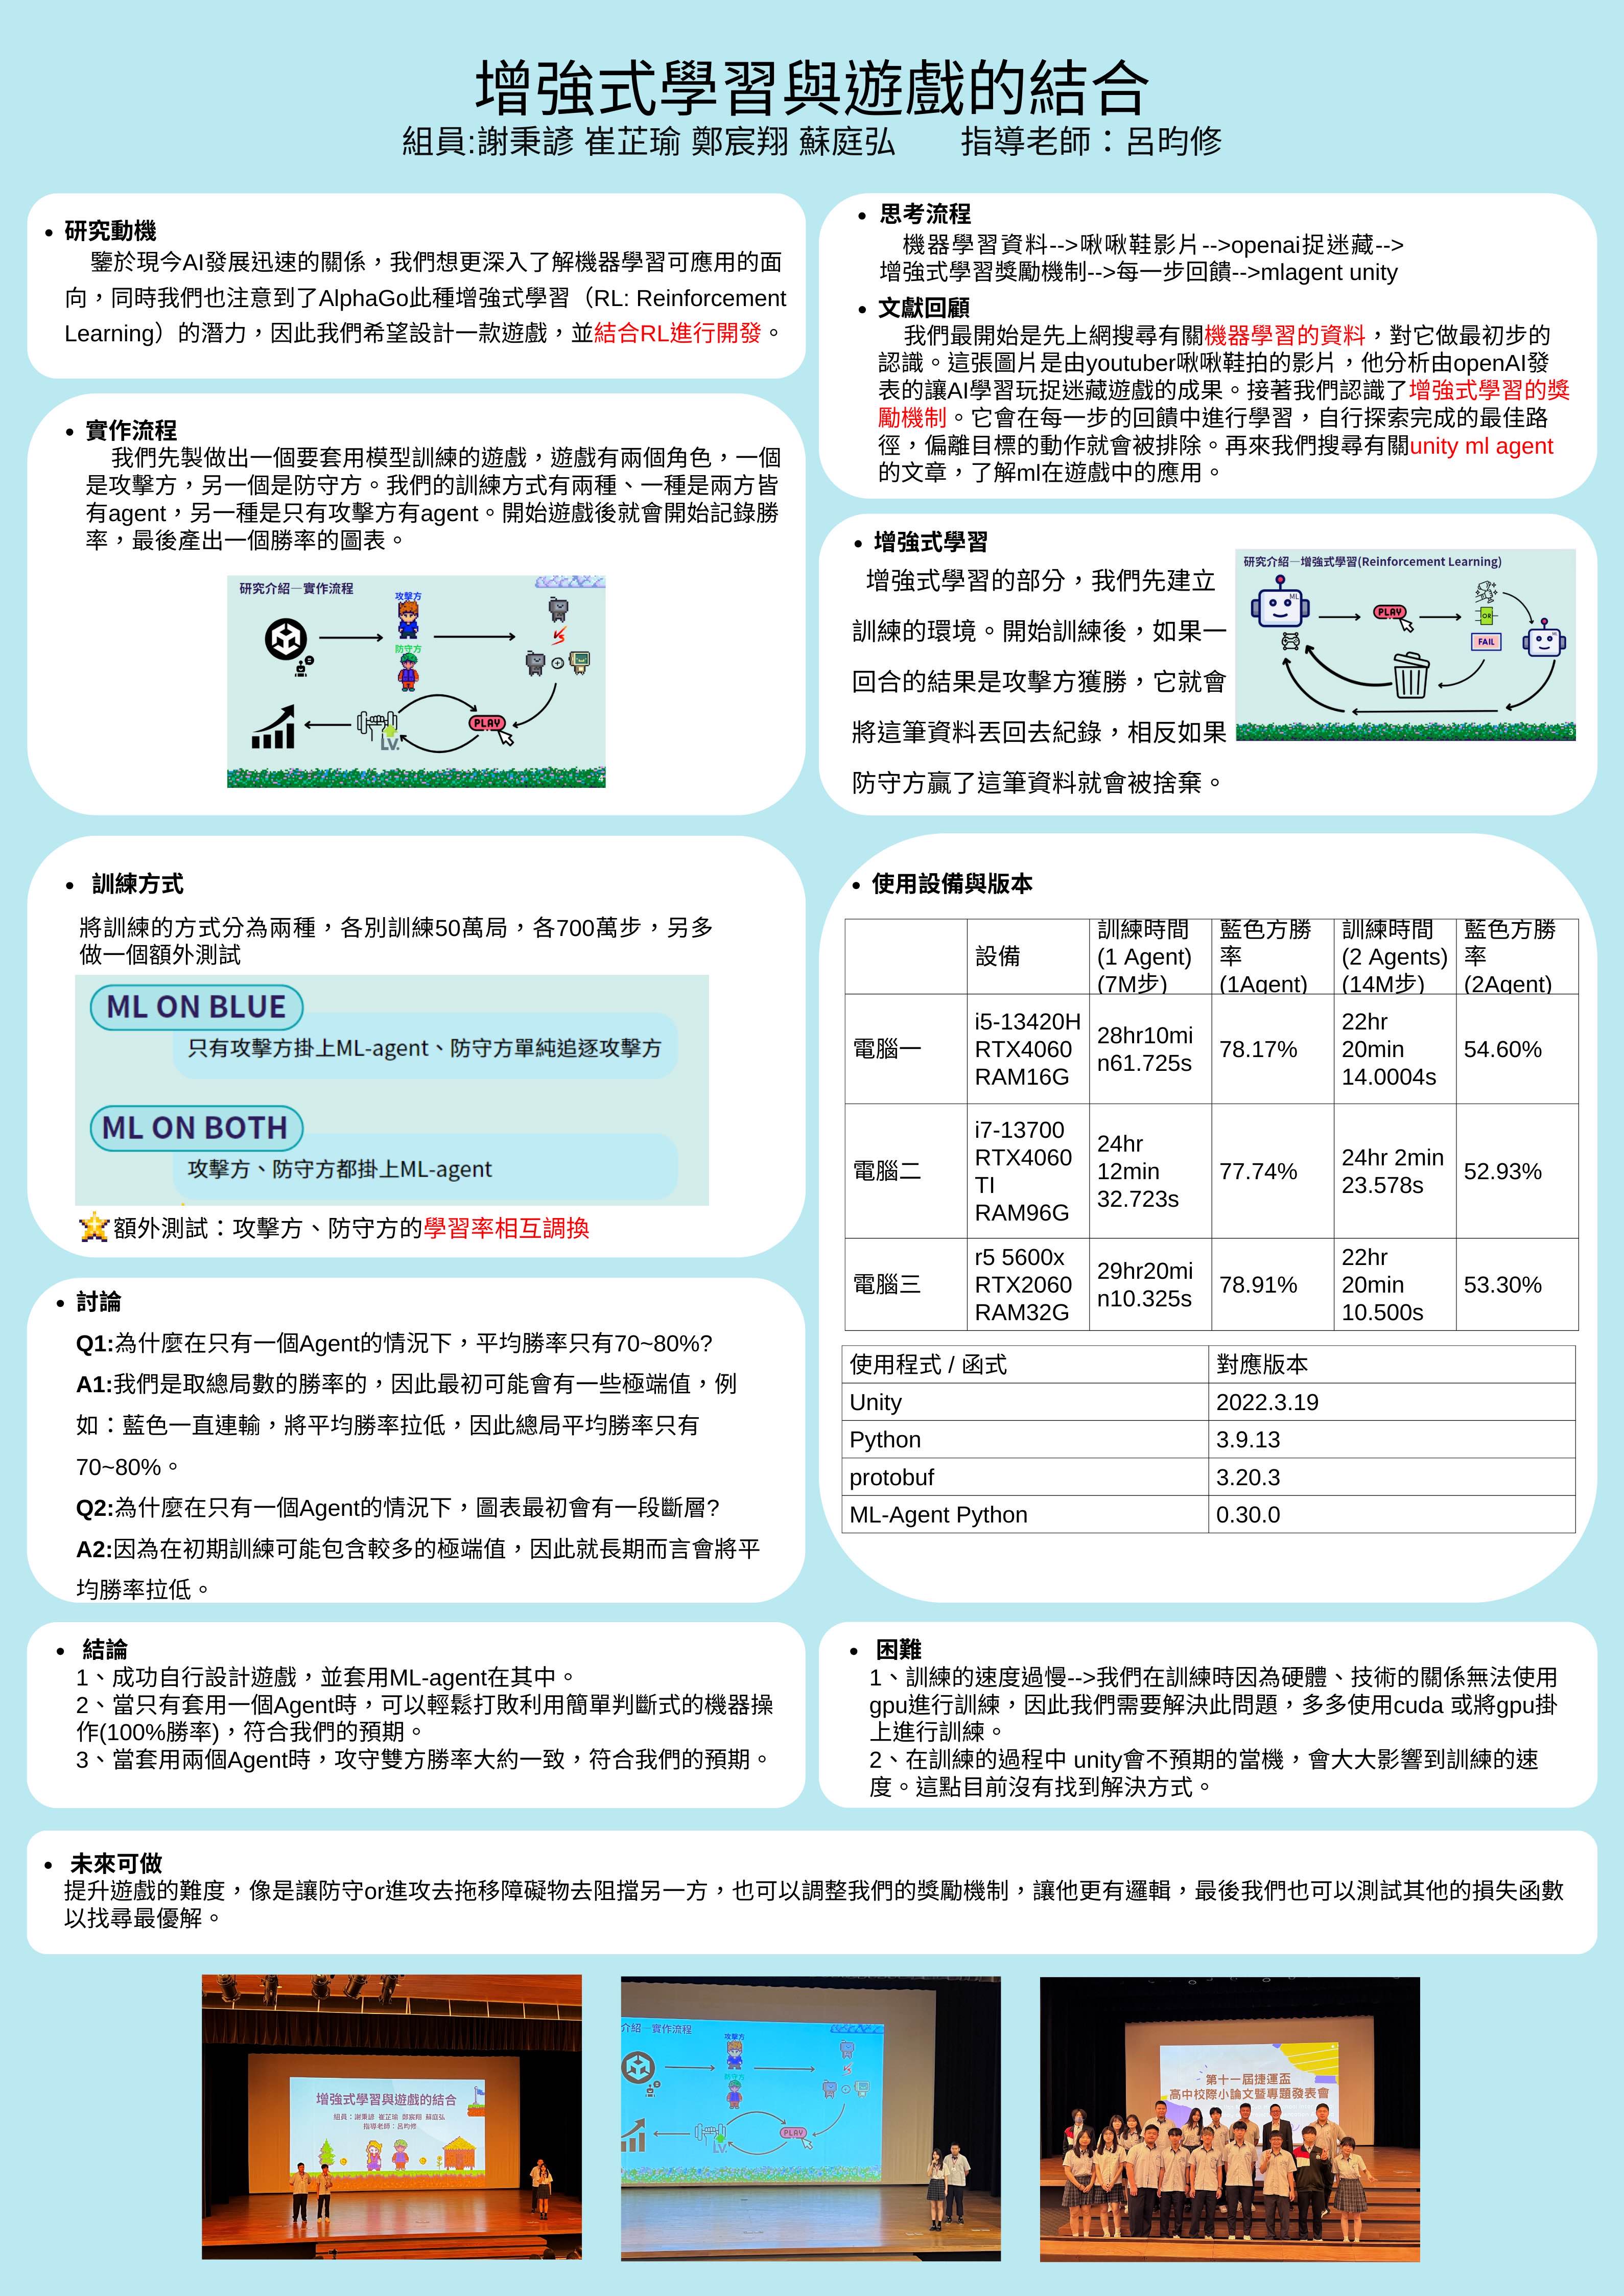 增強式學習與遊戲的結合
組員:謝秉諺 崔芷瑜 鄭宸翔 蘇庭弘 指導老師：呂昀修
• 研究動機
鑒於現今AI發展迅速的關係，我們想更深入了解機器學習可應用的面
向，同時我們也注意到了AlphaGo此種增強式學習（RL: Reinforcement
Learning）的潛力，因此我們希望設計一款遊戲，並結合RL進行開發。
• 實作流程
我們先製做出一個要套用模型訓練的遊戲，遊戲有兩個角色，一個
是攻擊方，另一個是防守方。我們的訓練方式有兩種、一種是兩方皆
有agent，另一種是只有攻擊方有agent。開始遊戲後就會開始記錄勝
率，最後產出一個勝率的圖表。
研究介紹—實作流程
攻擊方
防守方
VS
PLAY
LV.
• 思考流程
機器學習資料-->啾啾鞋影片-->openai捉迷藏-->
增強式學習獎勵機制-->每一步回饋-->mlagent unity
• 文獻回顧
我們最開始是先上網搜尋有關機器學習的資料，對它做最初步的
認識。這張圖片是由youtuber啾啾鞋拍的影片，他分析由openAI發
表的讓AI學習玩捉迷藏遊戲的成果。接著我們認識了增強式學習的獎
勵機制。它會在每一步的回饋中進行學習，自行探索完成的最佳路
徑，偏離目標的動作就會被排除。再來我們搜尋有關unity ml agent
的文章，了解ml在遊戲中的應用。
• 增強式學習
增強式學習的部分，我們先建立
訓練的環境。開始訓練後，如果一
回合的結果是攻擊方獲勝，它就會
將這筆資料丟回去紀錄，相反如果
防守方贏了這筆資料就會被捨棄。
研究介紹—增強式學習(Reinforcement Learning)
ML
PLAY
OR
FAIL
3
• 訓練方式
將訓練的方式分為兩種，各別訓練50萬局，各700萬步，另多
做一個額外測試
ML ON BLUE
只有攻擊方掛上ML-agent、防守方單純追逐攻擊方
ML ON BOTH
攻擊方、防守方都掛上ML-agent
額外測試：攻擊方、防守方的學習率相互調換
• 使用設備與版本
設備 訓練時間 (1 Agent) (7M步) 藍色方勝率 (1Agent) 訓練時間 (2 Agents) (14M步) 藍色方勝率 (2Agent)
電腦一 i5-13420H RTX4060 RAM16G 28hr10min61.725s 78.17% 22hr 20min 14.0004s 54.60%
電腦二 i7-13700 RTX4060 TI RAM96G 24hr 12min 32.723s 77.74% 24hr 2min 23.578s 52.93%
電腦三 r5 5600x RTX2060 RAM32G 29hr20min10.325s 78.91% 22hr 20min 10.500s 53.30%
使用程式 / 函式 對應版本
Unity 2022.3.19
Python 3.9.13
protobuf 3.20.3
ML-Agent Python 0.30.0
• 討論
Q1:為什麼在只有一個Agent的情況下，平均勝率只有70~80%?
A1:我們是取總局數的勝率的，因此最初可能會有一些極端值，例
如：藍色一直連輸，將平均勝率拉低，因此總局平均勝率只有
70~80%。
Q2:為什麼在只有一個Agent的情況下，圖表最初會有一段斷層?
A2:因為在初期訓練可能包含較多的極端值，因此就長期而言會將平
均勝率拉低。
• 結論
1、成功自行設計遊戲，並套用ML-agent在其中。
2、當只有套用一個Agent時，可以輕鬆打敗利用簡單判斷式的機器操
作(100%勝率)，符合我們的預期。
3、當套用兩個Agent時，攻守雙方勝率大約一致，符合我們的預期。
• 困難
1、訓練的速度過慢-->我們在訓練時因為硬體、技術的關係無法使用
gpu進行訓練，因此我們需要解決此問題，多多使用cuda 或將gpu掛
上進行訓練。
2、在訓練的過程中 unity會不預期的當機，會大大影響到訓練的速
度。這點目前沒有找到解決方式。
• 未來可做
提升遊戲的難度，像是讓防守or進攻去拖移障礙物去阻擋另一方，也可以調整我們的獎勵機制，讓他更有邏輯，最後我們也可以測試其他的損失函數
以找尋最優解。
增強式學習與遊戲的結合
組員：謝秉諺 崔芷瑜 鄭宸翔 蘇庭弘
指導老師：呂昀修
介紹—實作流程
攻擊方
防守方
PLAY
LV.
第十一屆捷運盃
高中校際小論文暨專題發表會